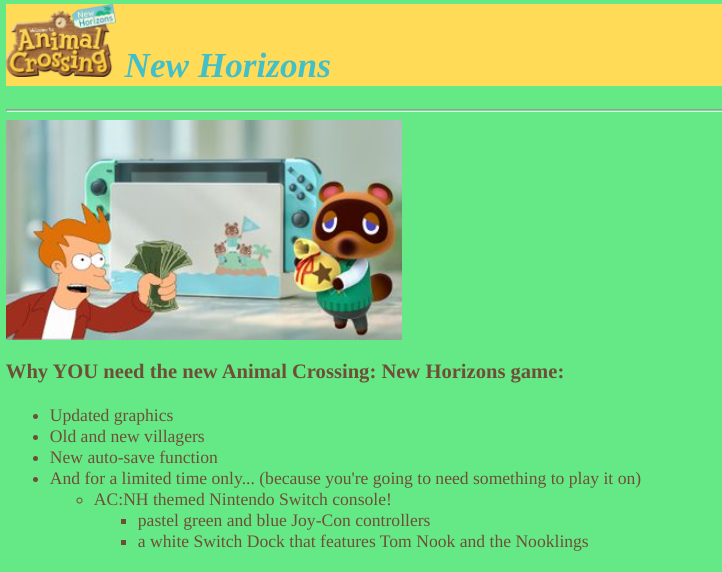 New
Horizons
Welcome to
Animal
Crossing
New Horizons
Why YOU need the new Animal Crossing: New Horizons game:
Updated graphics
Old and new villagers
New auto-save function
And for a limited time only... (because you're going to need something to play it on)
AC:NH themed Nintendo Switch console!
pastel green and blue Joy-Con controllers
a white Switch Dock that features Tom Nook and the Nooklings